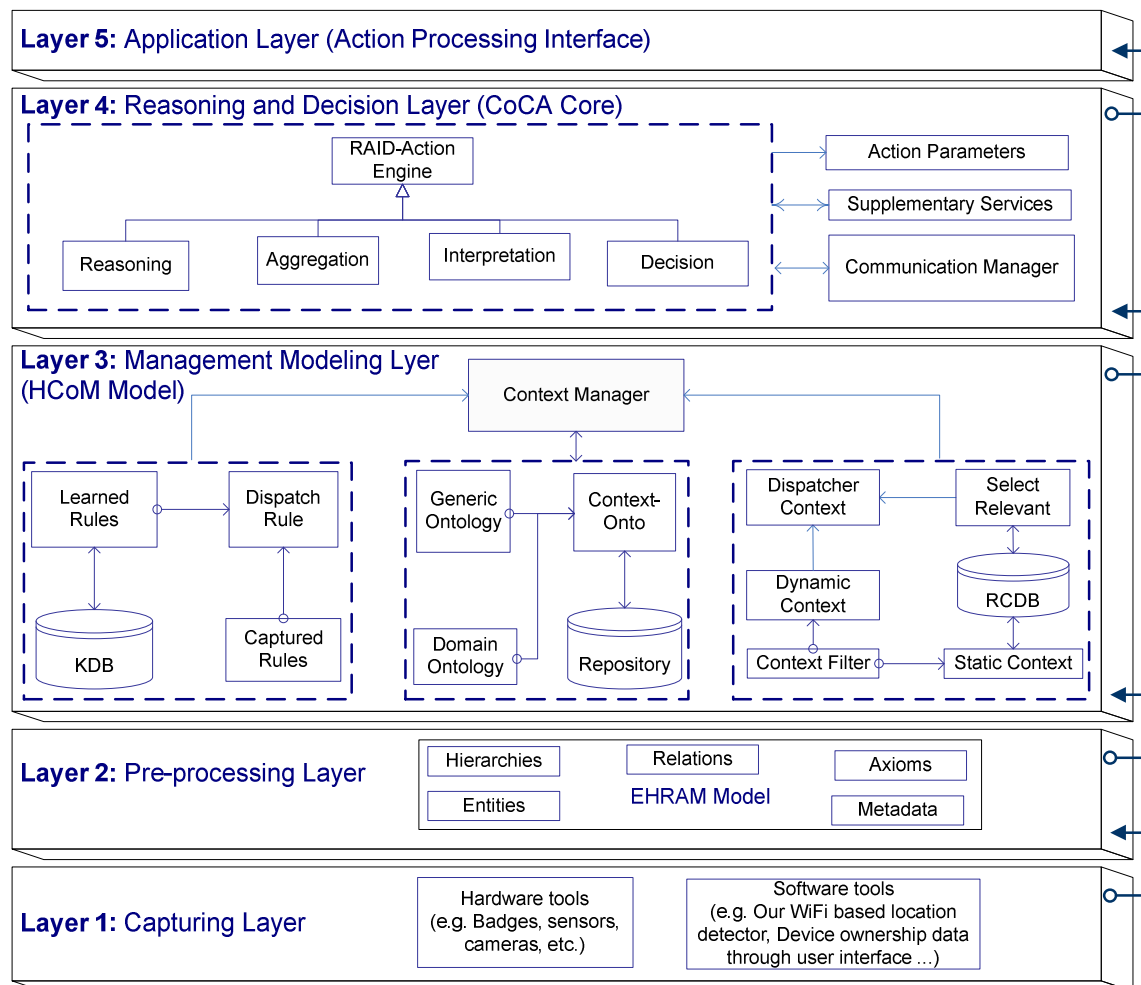 Layer 5: Application Layer (Action Processing Interface)
Layer 4: Reasoning and Decision Layer (CoCA Core)
RAID-Action
Engine
Reasoning
Aggregation
Interpretation
Decision
Action Parameters
Supplementary Services
Communication Manager
Layer 3: Management Modeling Lyer
(HCoM Model)
Context Manager
Learned
Rules
Dispatch
Rule
KDB
Captured
Rules
Generic
Ontology
Context-
Onto
Domain
Ontology
Repository
Dispatcher
Context
Select
Relevant
Dynamic
Context
RCDB
Context Filter
Static Context
Layer 2: Pre-processing Layer
Hierarchies
Relations
Axioms
Entities
EHRAM Model
Metadata
Layer 1: Capturing Layer
Hardware tools
(e.g. Badges, sensors,
cameras, etc.)
Software tools
(e.g. Our WiFi based location
detector, Device ownership data
through user interface ...)